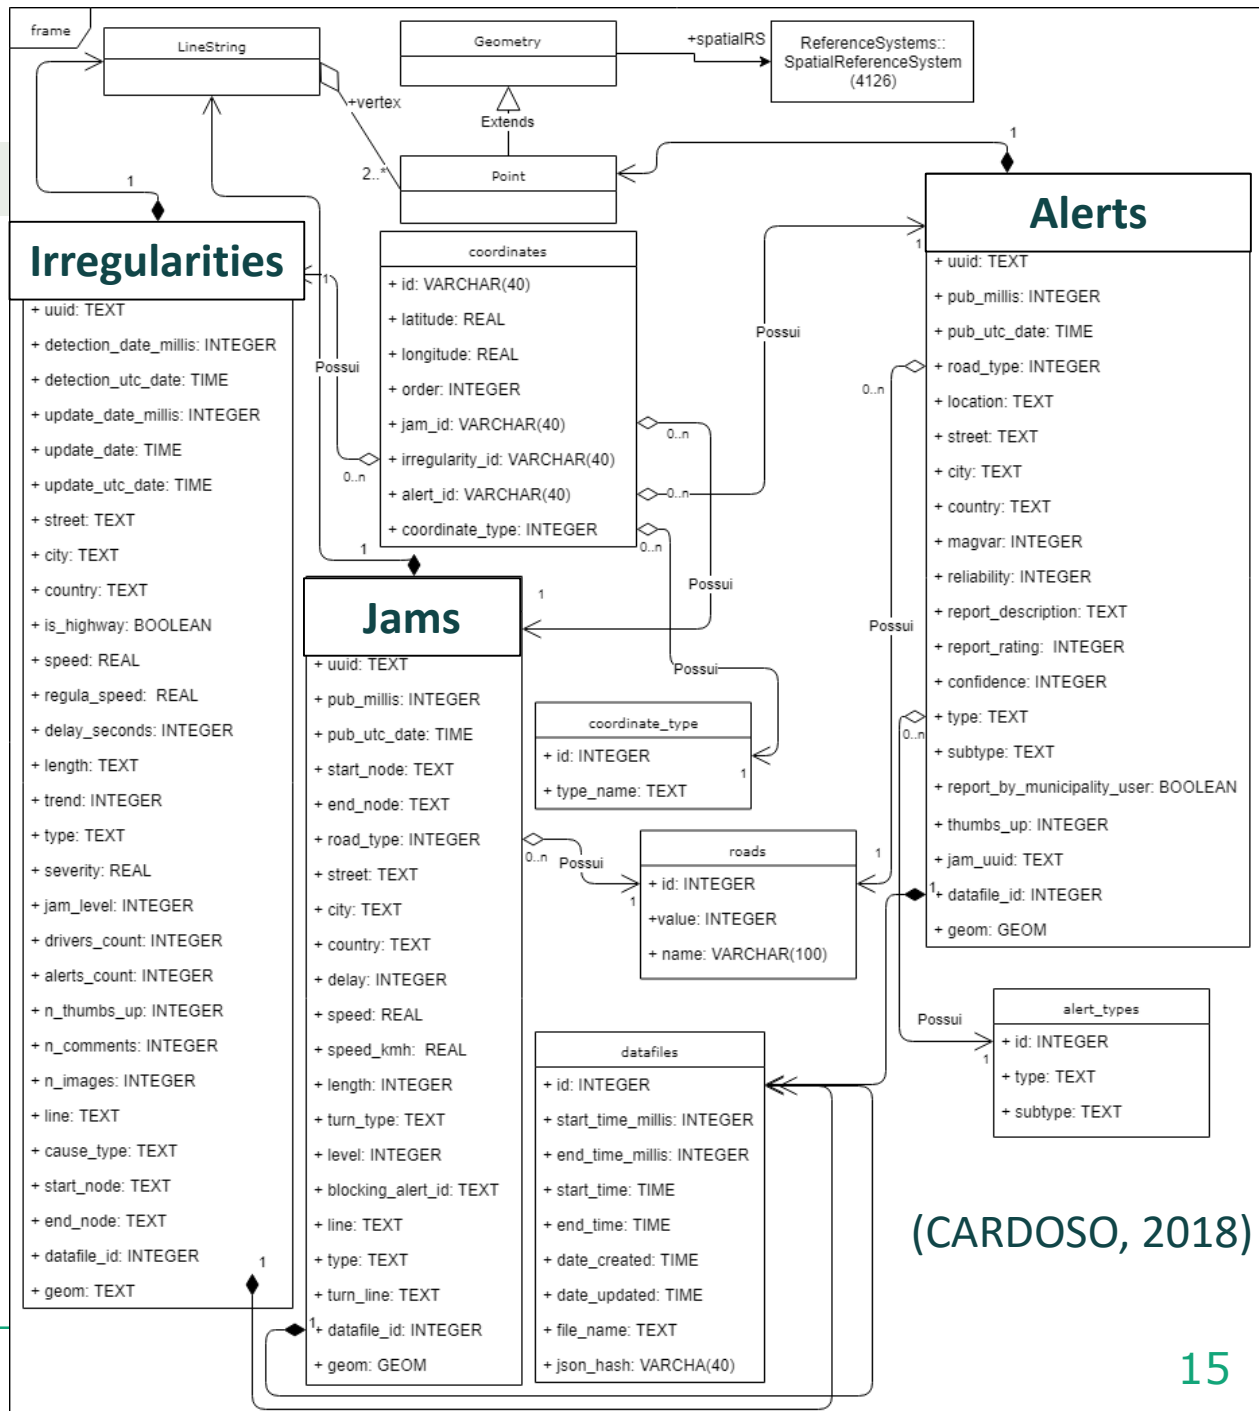 frame
LineString
Geometry
+spatialRS
ReferenceSystems::
SpatialReferenceSystem
(4126)
+vertex
Extends
2..*
Point
1
1
Irregularities
+ uuid: TEXT
+ detection_date_millis: INTEGER
+ detection_utc_date: TIME
+ update_date_millis: INTEGER
+ update_date: TIME
+ update_utc_date: TIME
+ street: TEXT
+ city: TEXT
+ country: TEXT
+ is_highway: BOOLEAN
+ speed: REAL
+ regula_speed: REAL
+ delay_seconds: INTEGER
+ length: TEXT
+ trend: INTEGER
+ type: TEXT
+ severity: REAL
+ jam_level: INTEGER
+ drivers_count: INTEGER
+ alerts_count: INTEGER
+ n_thumbs_up: INTEGER
+ n_comments: INTEGER
+ n_images: INTEGER
+ line: TEXT
+ cause_type: TEXT
+ start_node: TEXT
+ end_node: TEXT
+ datafile_id: INTEGER
+ geom: TEXT
1
1
Possui
0..n
coordinates
+ id: VARCHAR(40)
+ latitude: REAL
+ longitude: REAL
+ order: INTEGER
+ jam_id: VARCHAR(40)
+ irregularity_id: VARCHAR(40)
+ alert_id: VARCHAR(40)
+ coordinate_type: INTEGER
0..n
0..n
0..n
Possui
1
Possui
1
Possui
1
1
Jams
+ uuid: TEXT
+ pub_millis: INTEGER
+ pub_utc_date: TIME
+ start_node: TEXT
+ end_node: TEXT
+ road_type: INTEGER
+ street: TEXT
+ city: TEXT
+ country: TEXT
+ delay: INTEGER
+ speed: REAL
+ speed_kmh: REAL
+ length: INTEGER
+ turn_type: TEXT
+ level: INTEGER
+ blocking_alert_id: TEXT
+ line: TEXT
+ type: TEXT
+ turn_line: TEXT
1
+ datafile_id: INTEGER
+ geom: GEOM
coordinate_type
+ id: INTEGER
+ type_name: TEXT
0..n
Possui
1
roads
+ id: INTEGER
+value: INTEGER
+ name: VARCHAR(100)
1
datafiles
+ id: INTEGER
+ start_time_millis: INTEGER
+ end_time_millis: INTEGER
+ start_time: TIME
+ end_time: TIME
+ date_created: TIME
+ date_updated: TIME
+ file_name: TEXT
+ json_hash: VARCHA(40)
Alerts
+ uuid: TEXT
+ pub_millis: INTEGER
+ pub_utc_date: TIME
+ road_type: INTEGER
+ location: TEXT
+ street: TEXT
+ city: TEXT
+ country: TEXT
+ magvar: INTEGER
+ reliability: INTEGER
+ report_description: TEXT
+ report_rating: INTEGER
+ confidence: INTEGER
+ type: TEXT
+ subtype: TEXT
+ report_by_municipality_user: BOOLEAN
+ thumbs_up: INTEGER
+ jam_uuid: TEXT
1
+ datafile_id: INTEGER
+ geom: GEOM
0..n
Possui
0..n
Possui
1
alert_types
+ id: INTEGER
+ type: TEXT
+ subtype: TEXT
(CARDOSO, 2018)
15